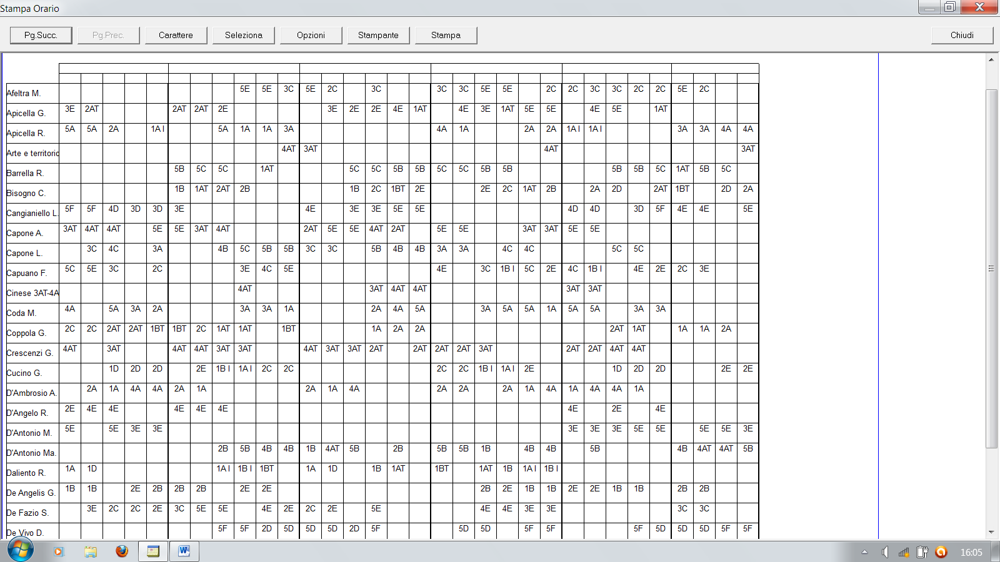 Stampa Orario
Pg.Succ. Pg.Prec. Carattere Seleziona Opzioni Stampante Stampa Chiudi
Afeltra M. 5E 5E 3C 5E 2C 3C 3C 3C 5E 5E 2C 2C 3C 3C 2C 2C 5E 2C
Apicella G. 3E 2AT 2AT 2AT 2E 3E 2E 2E 4E 1AT 4E 3E 1AT 5E 5E 4E 5E 1AT
Apicella R. 5A 5A 2A 1A I 5A 1A 1A 3A 4A 1A 2A 2A 1A I 1A I 3A 3A 4A 4A
Arte e territorio 4AT 3AT 4AT 3AT
Barrella R. 5B 5C 5C 1AT 5C 5C 5B 5B 5C 5C 5B 5B 5B 5B 5C 1AT 5B 5C
Bisogno C. 1B 1AT 2AT 2B 1B 2C 1BT 2E 2E 2C 1AT 2B 2A 2D 2AT 1BT 2D 2A
Cangianiello L. 5F 5F 4D 3D 3D 3E 4E 3E 3E 5E 5E 4D 4D 3D 5F 4E 4E 5E
Capone A. 3AT 4AT 4AT 5E 5E 3AT 4AT 2AT 5E 5E 4AT 2AT 5E 5E 3AT 3AT 5E 5E
Capone L. 3C 4C 3A 4B 5C 5B 5B 3C 3C 5B 4B 4B 3A 3A 4C 4C 5C 5C
Capuano F. 5C 5E 3C 2C 3E 4C 5E 4E 3C 1B I 5C 2E 4C 1B I 4E 2E 2C 3E
Cinese 3AT-4A 4AT 3AT 4AT 4AT 3AT 3AT
Coda M. 4A 5A 3A 2A 3A 3A 1A 2A 4A 5A 3A 5A 5A 1A 5A 5A 3A 3A
Coppola G. 2C 2C 2AT 2AT 1BT 1BT 2C 1AT 1AT 1BT 1A 2A 2A 2AT 1AT 1A 1A 2A
Crescenzi G. 4AT 3AT 4AT 4AT 3AT 3AT 4AT 3AT 3AT 2AT 2AT 2AT 2AT 3AT 2AT 2AT 4AT 4AT
Cucino G. 1D 2D 2D 2E 1B I 1A I 2C 2C 2C 2C 1B I 1A I 2E 1D 2D 2D 2E 2E
D'Ambrosio A. 2A 1A 4A 4A 2A 1A 2A 1A 4A 2A 2A 2A 1A 4A 1A 4A 4A 1A
D'Angelo R. 2E 4E 4E 4E 4E 4E 4E 2E 4E
D'Antonio M. 5E 5E 3E 3E 3E 3E 3E 5E 5E 5E 5E 3E
D'Antonio Ma. 2B 5B 4B 4B 1B 4AT 5B 2B 5B 5B 1B 4B 4B 5B 4B 4AT 4AT 5B
Daliento R. 1A 1D 1A I 1B I 1BT 1A 1D 1B 1AT 1BT 1AT 1B 1A I 1B I
De Angelis G. 1B 1B 2E 2B 2B 2B 2E 2E 2B 2E 1B 1B 2E 2E 1B 1B 2B 2B
De Fazio S. 3E 2C 2C 2E 3C 5E 5E 4E 2E 2C 2E 5E 4E 4E 3E 3E 3C 3C
De Vivo D. 5F 5F 2D 5D 5D 5D 2D 5F 5D 5D 5F 5F 5F 5D 5D 5D 5F 5F
16:05